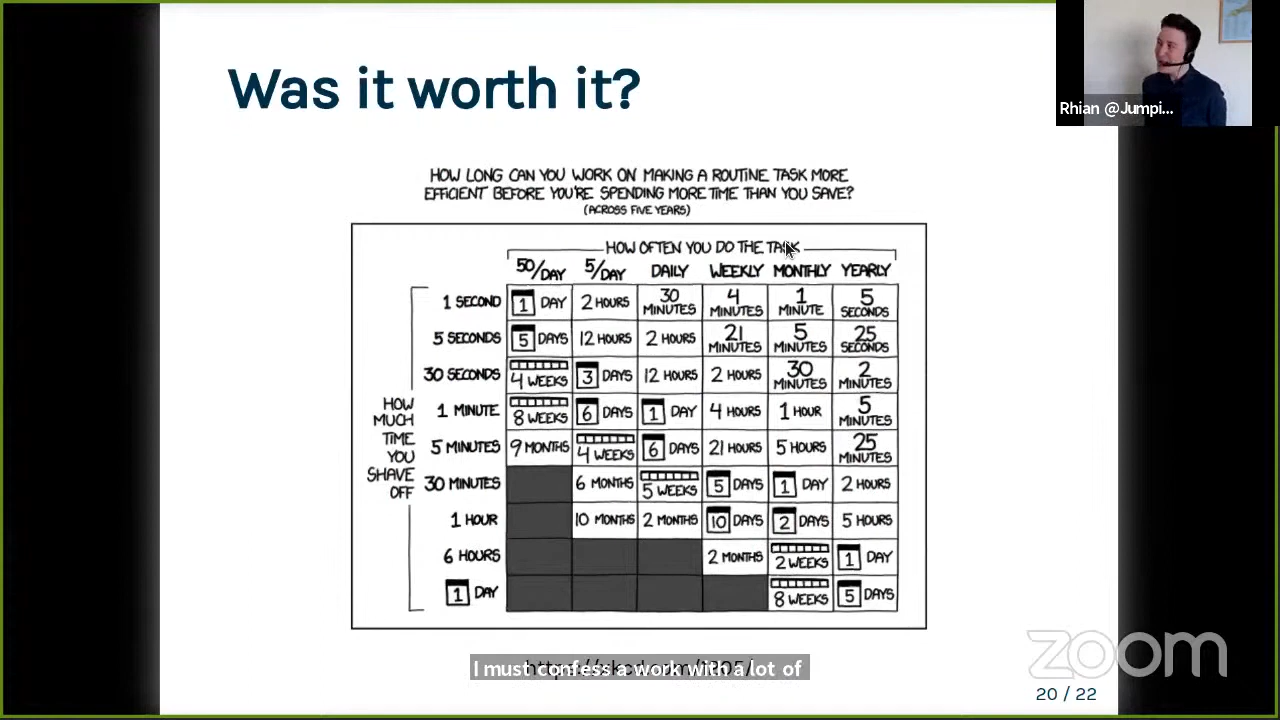 Was it worth it?
Rhian @Jumpi...
HOW LONG CAN YOU WORK ON MAKING A ROUTINE TASK MORE
EFFICIENT BEFORE YOU'RE SPENDING MORE TIME THAN YOU SAVE?
(ACROSS FIVE YEARS)
HOW OFTEN YOU DO THE TASK
50/DAY 5/DAY DAILY WEEKLY MONTHLY YEARLY
HOW MUCH TIME YOU SHAVE OFF
1 SECOND 1 DAY 2 HOURS 30 MINUTES 4 MINUTES 1 MINUTE 5 SECONDS
5 SECONDS 5 DAYS 12 HOURS 2 HOURS 21 MINUTES 5 MINUTES 25 SECONDS
30 SECONDS 4 WEEKS 3 DAYS 12 HOURS 2 HOURS 30 MINUTES 2 MINUTES
1 MINUTE 8 WEEKS 6 DAYS 1 DAY 4 HOURS 1 HOUR 5 MINUTES
5 MINUTES 9 MONTHS 4 WEEKS 6 DAYS 21 HOURS 5 HOURS 25 MINUTES
30 MINUTES 6 MONTHS 5 WEEKS 5 DAYS 1 DAY 2 HOURS
1 HOUR 10 MONTHS 2 MONTHS 10 DAYS 2 DAYS 5 HOURS
6 HOURS 2 MONTHS 2 WEEKS 1 DAY
1 DAY 8 WEEKS 5 DAYS
I must confess a work with a lot of
zoom
20 / 22